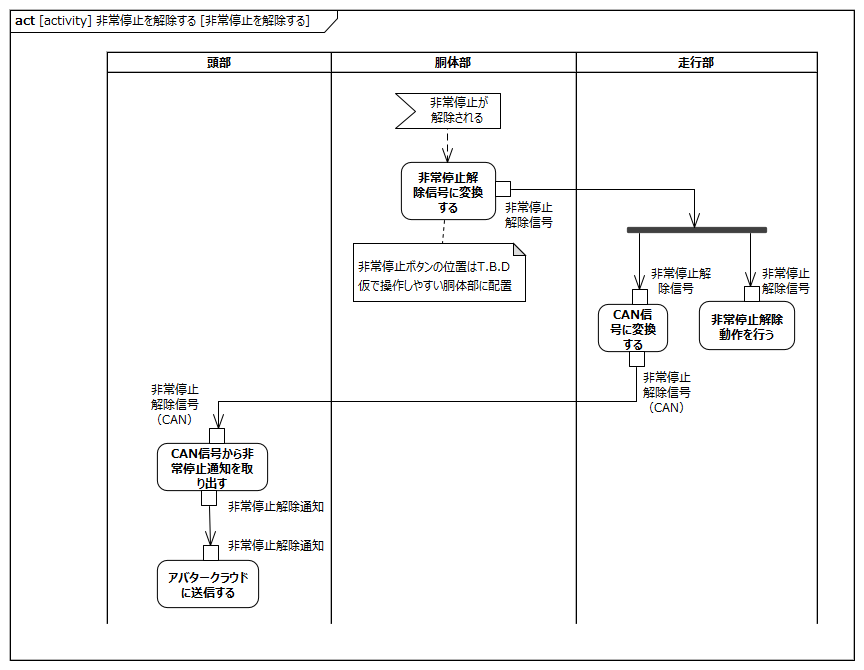 act [activity] 非常停止を解除する [非常停止を解除する]
頭部
胴体部
走行部
非常停止が
解除される
非常停止解
除信号に変換
する
非常停止
解除信号
非常停止ボタンの位置はT.B.D
仮で操作しやすい胴体部に配置
非常停止解
除信号
非常停止
解除信号
CAN信
号に変換
する
非常停止解除
動作を行う
非常停止
解除信号
（CAN）
非常停止
解除信号
（CAN）
CAN信号から非
常停止通知を取
り出す
非常停止解除通知
非常停止解除通知
アバタークラウド
に送信する